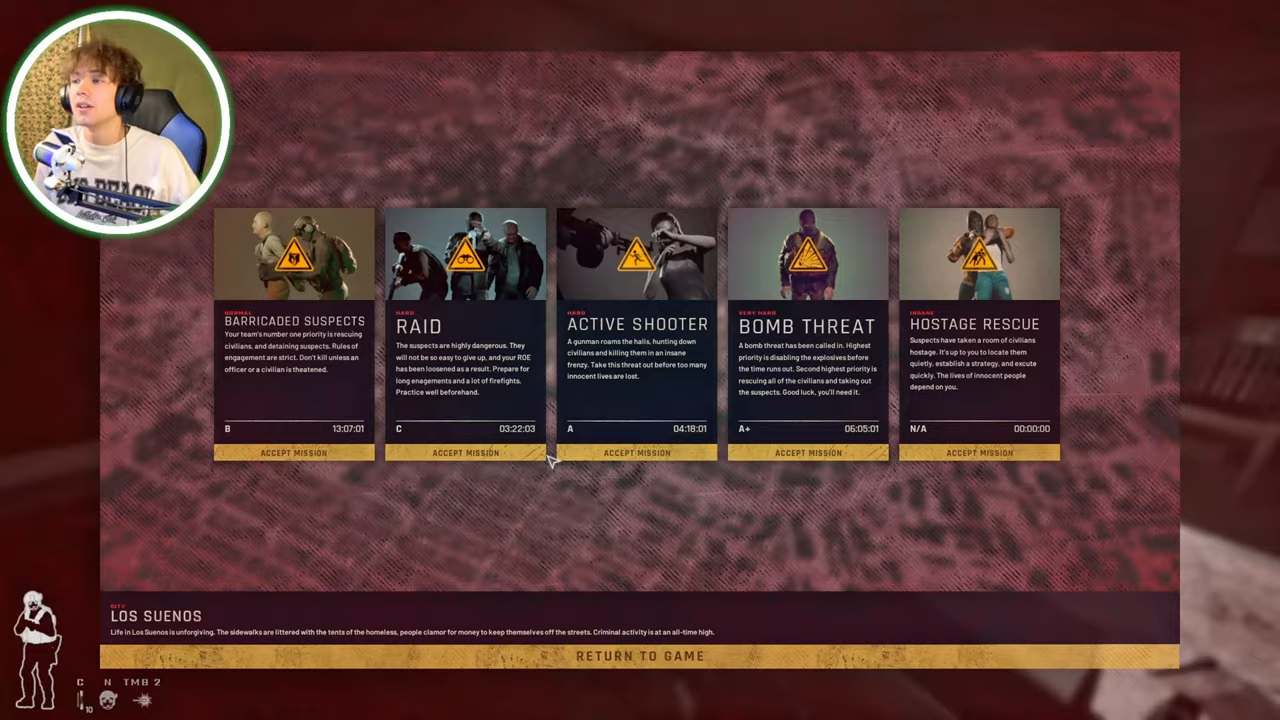 NORMAL
BARRICADED SUSPECTS
Your team's number one priority is rescuing
civilians, and detaining suspects. Rules of
engagement are strict. Don't kill unless an
officer or a civilian is theatened.
B 13:07:01
ACCEPT MISSION
HARD
RAID
The suspects are highly dangerous. They
will not be so easy to give up, and your ROE
has been loosened as a result. Prepare for
long enagements and a lot of firefights.
Practice well beforehand.
C 03:22:03
ACCEPT MISSION
HARD
ACTIVE SHOOTER
A gunman roams the halls, hunting down
civilians and killing them in an insane
frenzy. Take this threat out before too many
innocent lives are lost.
A 04:18:01
ACCEPT MISSION
VERY HARD
BOMB THREAT
A bomb threat has been called in. Highest
priority is disabling the explosives before
the time runs out. Second highest priority is
rescuing all of the civilians and taking out
the suspects. Good luck, you'll need it.
A+ 06:05:01
ACCEPT MISSION
INSANE
HOSTAGE RESCUE
Suspects have taken a room of civilians
hostage. It's up to you to locate them
quietly, establish a strategy, and excute
quickly. The lives of innocent people
depend on you.
N/A 00:00:00
ACCEPT MISSION
CITY
LOS SUENOS
Life in Los Suenos is unforgiving. The sidewalks are littered with the tents of the homeless, people clamor for money to keep themselves off the streets. Criminal activity is at an all-time high.
RETURN TO GAME
C N TMB 2
10